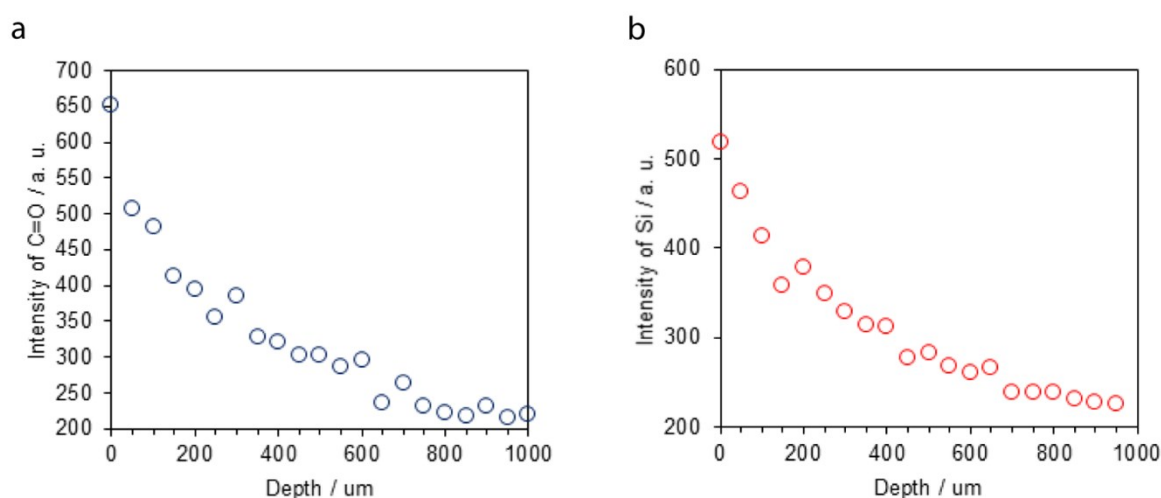 a
700
650
600
550
500
450
400
350
300
250
200
Intensity of C=O / a. u.
0 200 400 600 800 1000
Depth / um
b
600
500
400
300
200
Intensity of Si / a. u.
0 200 400 600 800 1000
Depth / um